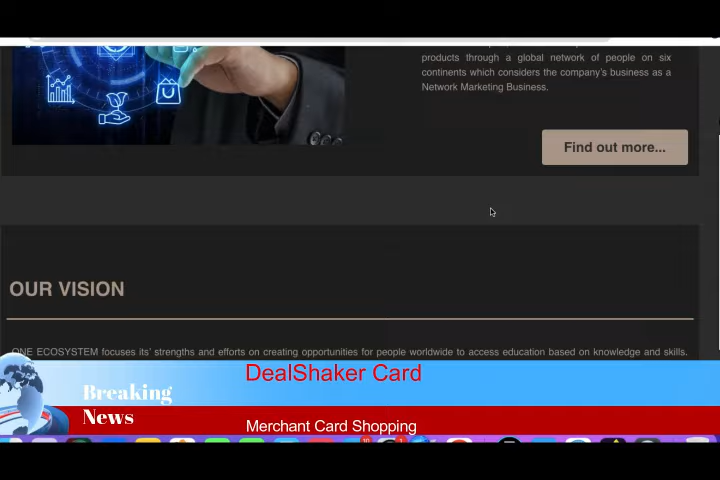 products through a global network of people on six
continents which considers the company's business as a
Network Marketing Business.
Find out more...
OUR VISION
ONE ECOSYSTEM focuses its' strengths and efforts on creating opportunities for people worldwide to access education based on knowledge and skills.
DealShaker Card
Breaking
News
Merchant Card Shopping